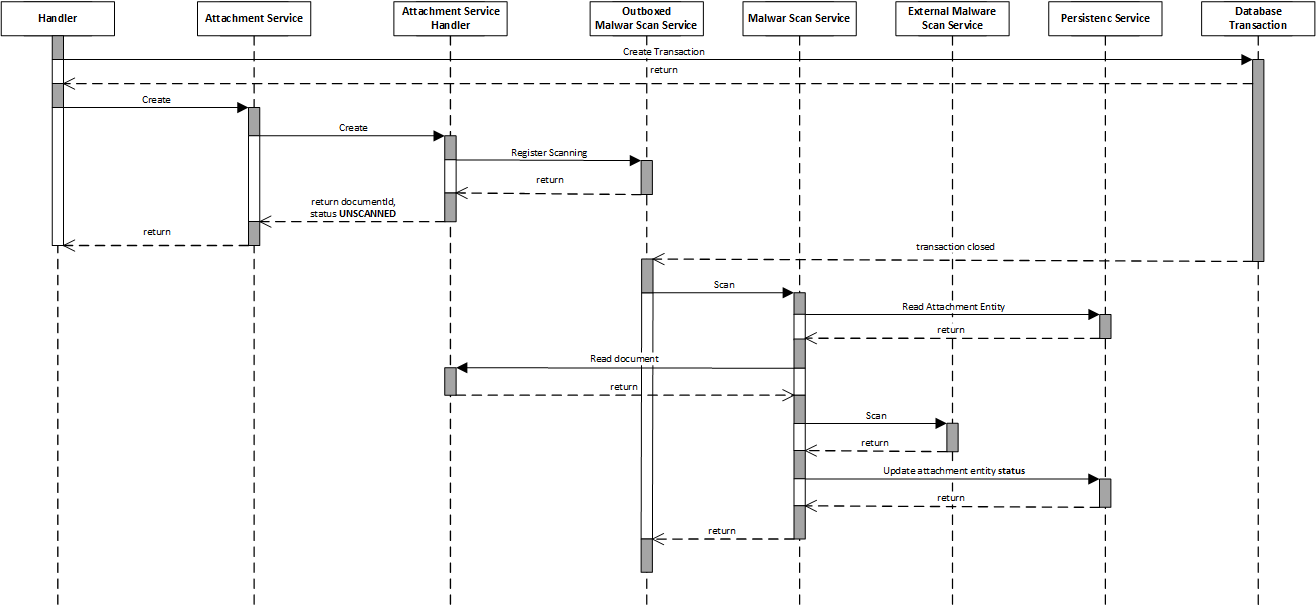 Handler
Attachment Service
Attachment Service
Handler
Outboxed
Malwar Scan Service
Malwar Scan Service
External Malware
Scan Service
Persistenc Service
Database
Transaction
Create Transaction
return
Create
Create
Register Scanning
return
return documentId,
status UNSCANNED
return
transaction closed
Scan
Read Attachment Entity
return
Read document
return
Scan
return
Update attachment entity status
return
return